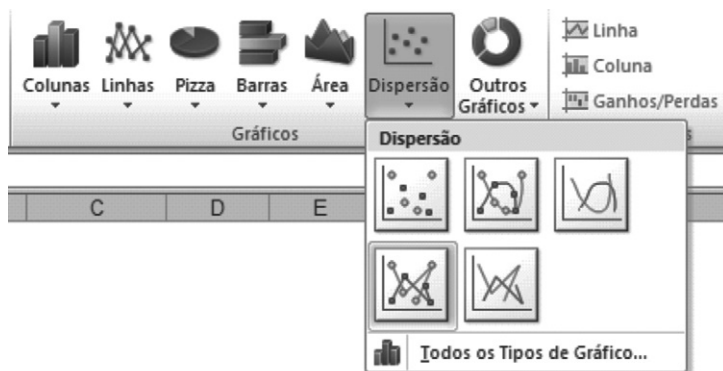 Colunas Linhas Pizza Barras Área Dispersão Outros Gráficos
Linha
Coluna
Ganhos/Perdas
Gráficos
Dispersão
C D E
Todos os Tipos de Gráfico...